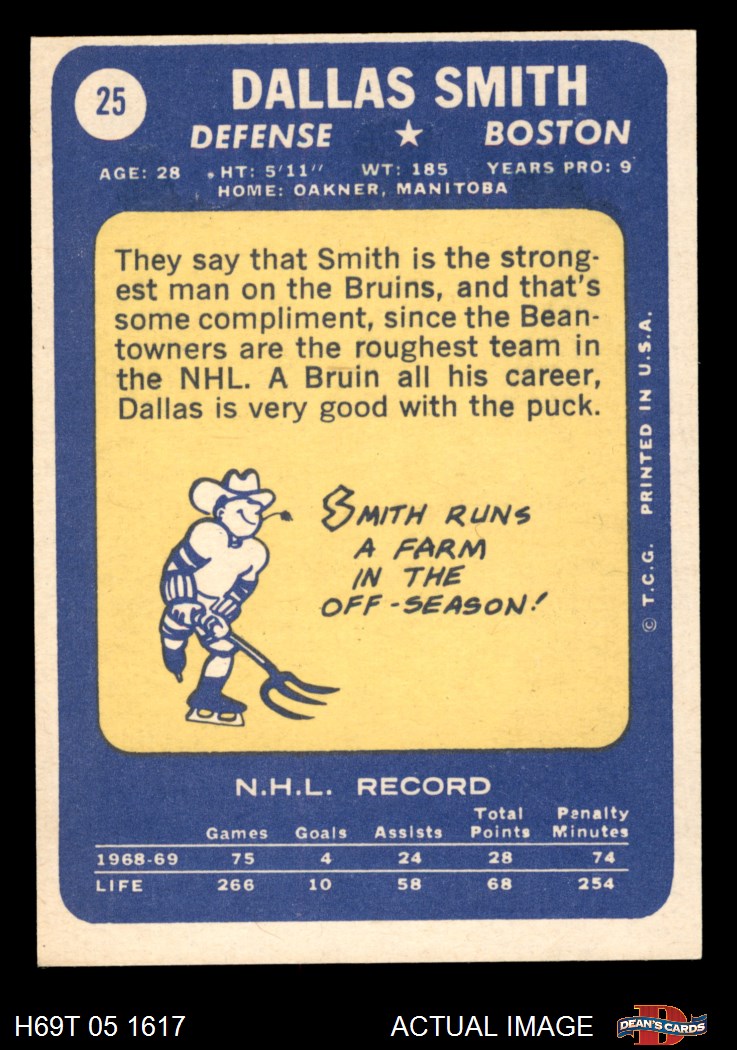 25
DALLAS SMITH
DEFENSE ★ BOSTON
AGE: 28 HT: 5'11" WT: 185 YEARS PRO: 9
HOME: OAKNER, MANITOBA
They say that Smith is the strong-
est man on the Bruins, and that's
some compliment, since the Bean-
towners are the roughest team in
the NHL. A Bruin all his career,
Dallas is very good with the puck.
SMITH RUNS
A FARM
IN THE
OFF-SEASON!
© T.C.G. PRINTED IN U.S.A.
N.H.L. RECORD
Games Goals Assists Total Points Penalty Minutes
1968-69 75 4 24 28 74
LIFE 266 10 58 68 254
H69T 05 1617 ACTUAL IMAGE D DEAN'S CARDS